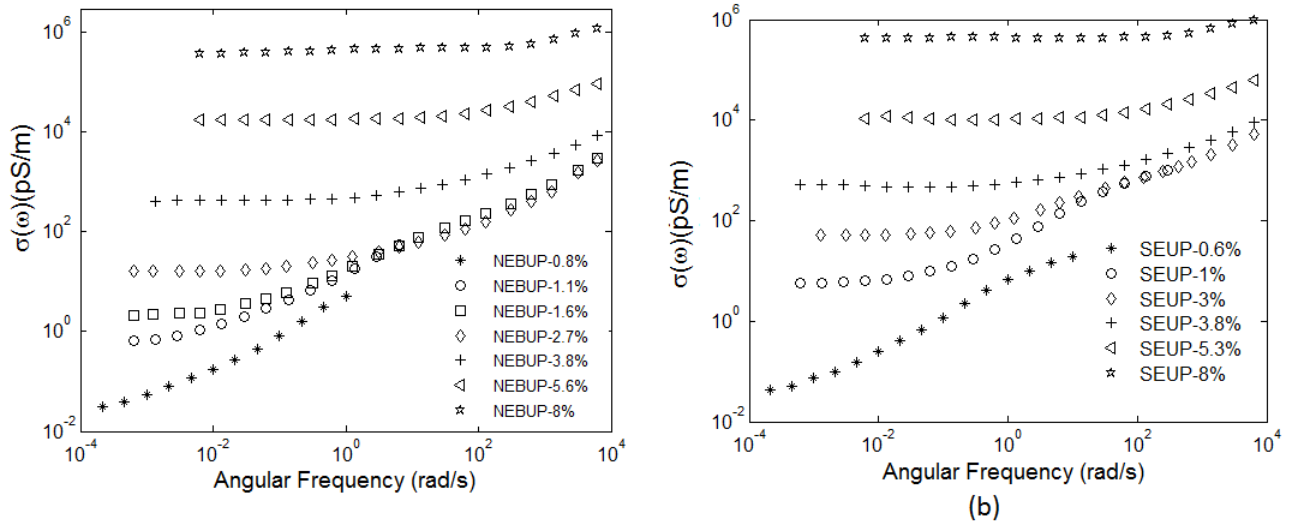 10^6
10^4
10^2
10^0
10^-2
σ(ω)(pS/m)
NEBUP-0.8%
NEBUP-1.1%
NEBUP-1.6%
NEBUP-2.7%
NEBUP-3.8%
NEBUP-5.6%
NEBUP-8%
10^-4 10^-2 10^0 10^2 10^4
Angular Frequency (rad/s)
10^6
10^4
10^2
10^0
10^-2
σ(ω)(pS/m)
SEUP-0.6%
SEUP-1%
SEUP-3%
SEUP-3.8%
SEUP-5.3%
SEUP-8%
10^-4 10^-2 10^0 10^2 10^4
Angular Frequency (rad/s)
(b)